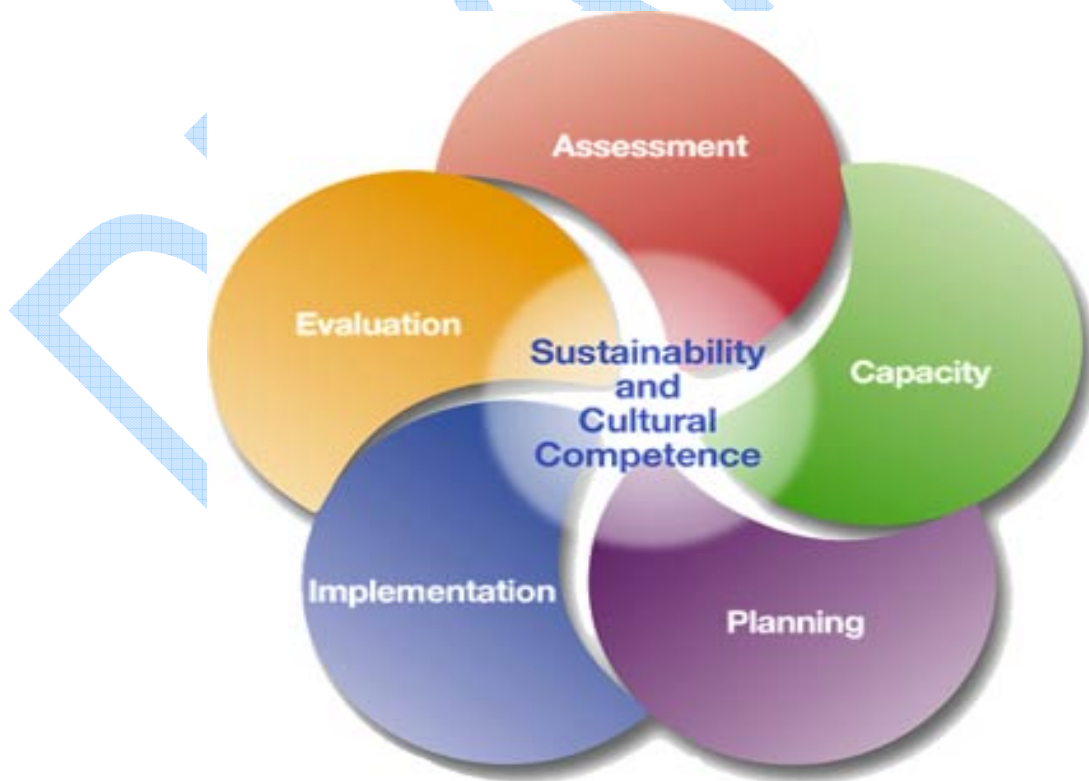 Assessment
Capacity
Planning
Implementation
Evaluation
Sustainability
and
Cultural
Competence